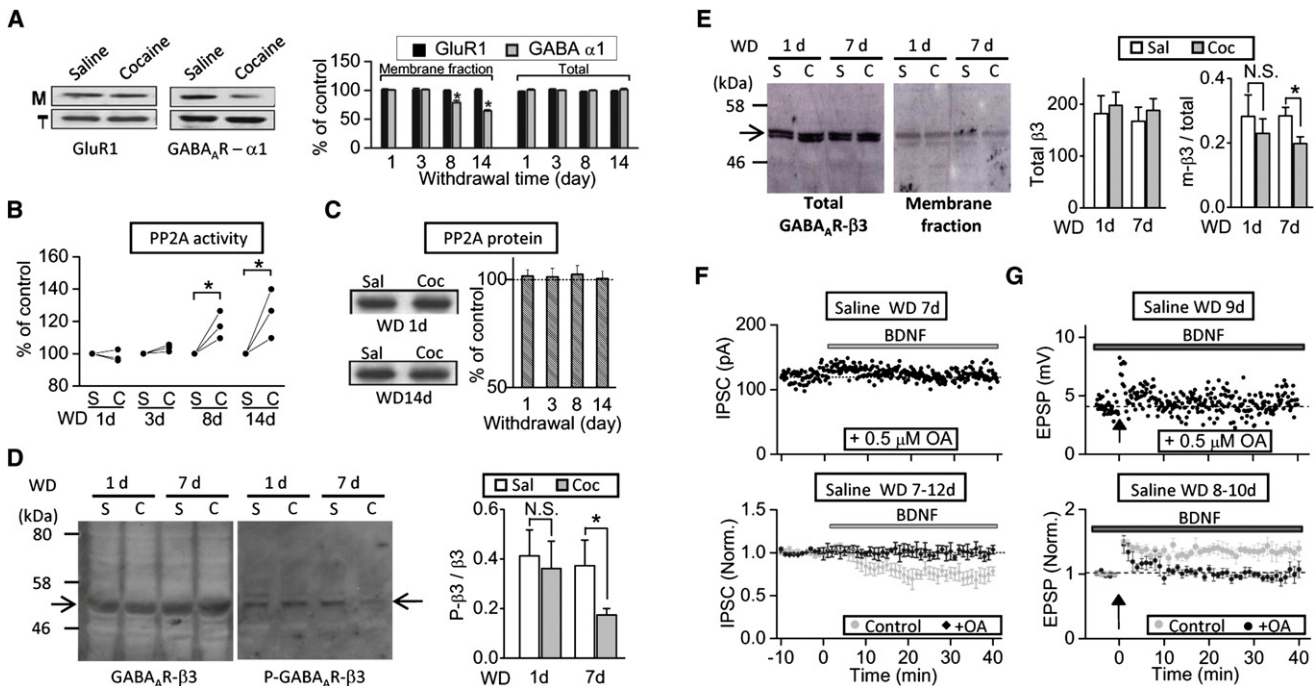 A
Saline Cocaine Saline Cocaine
M
T
GluR1 GABA_AR – α1
GluR1 GABA α1
Membrane fraction Total
% of control
150
100
50
0
* *
1 3 8 14 1 3 8 14
Withdrawal time (day)
B
PP2A activity
% of control
160
140
120
100
80
* *
S C S C S C S C
WD 1d 3d 8d 14d
C
PP2A protein
Sal Coc
WD 1d
Sal Coc
WD14d
% of control
100
50
1 3 8 14
Withdrawal (day)
D
WD 1 d 7 d 1 d 7 d
(kDa) S C S C S C S C
80
58
46
GABA_AR-β3 P-GABA_AR-β3
Sal Coc
P-β3 / β3
0.6
0.4
0.2
0.0
N.S. *
WD 1d 7d
E
WD 1 d 7 d 1 d 7 d
(kDa) S C S C S C S C
58
46
Total
GABA_AR-β3
Membrane
fraction
Sal Coc
Total β3
200
100
0
WD 1d 7d
m-β3 / total
0.4
0.2
0.0
N.S. *
WD 1d 7d
F
Saline WD 7d
BDNF
IPSC (pA)
200
100
0
+ 0.5 μM OA
Saline WD 7-12d
BDNF
IPSC (Norm.)
1.5
1.0
0.5
0.0
Control +OA
-10 0 10 20 30 40
Time (min)
G
Saline WD 9d
BDNF
EPSP (mV)
10
5
0
+ 0.5 μM OA
Saline WD 8-10d
BDNF
EPSP (Norm.)
2
1
0
Control +OA
0 10 20 30 40
Time (min)